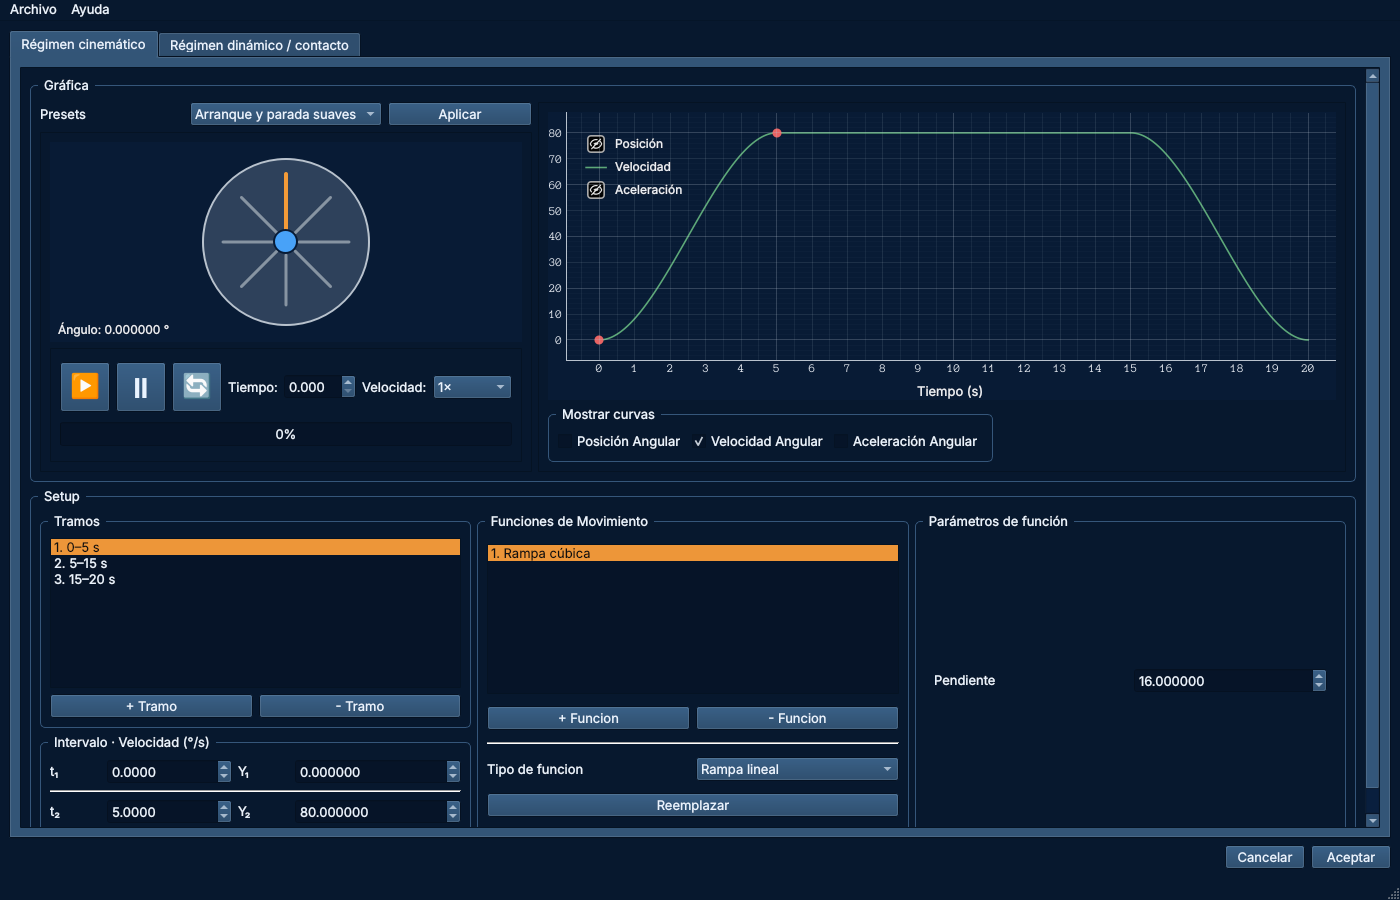 Archivo Ayuda
Régimen cinemático Régimen dinámico / contacto
Gráfica
Presets Arranque y parada suaves Aplicar
Ángulo: 0.000000 °
Tiempo: 0.000 Velocidad: 1×
0%
80
70
60
50
40
30
20
10
0
Posición
Velocidad
Aceleración
0 1 2 3 4 5 6 7 8 9 10 11 12 13 14 15 16 17 18 19 20
Tiempo (s)
Mostrar curvas
Posición Angular ✓ Velocidad Angular Aceleración Angular
Setup
Tramos
1. 0–5 s
2. 5–15 s
3. 15–20 s
+ Tramo - Tramo
Intervalo · Velocidad (°/s)
t₁ 0.0000 Y₁ 0.000000
t₂ 5.0000 Y₂ 80.000000
Funciones de Movimiento
1. Rampa cúbica
+ Funcion - Funcion
Tipo de funcion Rampa lineal
Reemplazar
Parámetros de función
Pendiente 16.000000
Cancelar Aceptar